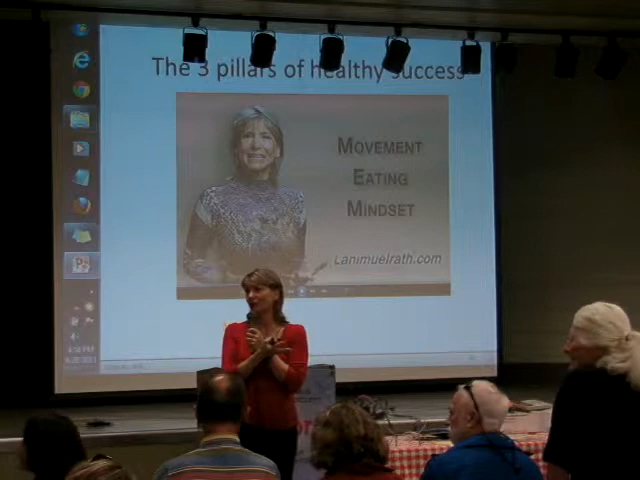 The 3 pillars of healthy success
MOVEMENT
EATING
MINDSET
Lanimuelrath.com